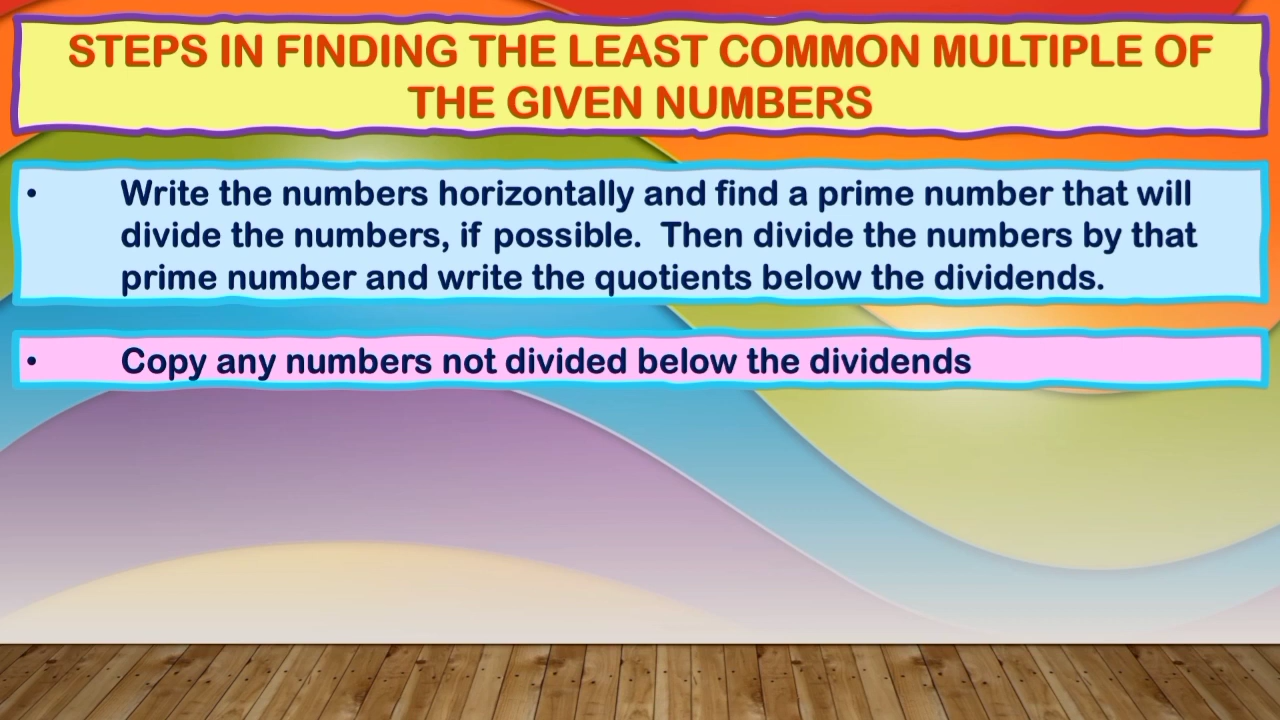 STEPS IN FINDING THE LEAST COMMON MULTIPLE OF
THE GIVEN NUMBERS
• Write the numbers horizontally and find a prime number that will
divide the numbers, if possible. Then divide the numbers by that
prime number and write the quotients below the dividends.
• Copy any numbers not divided below the dividends